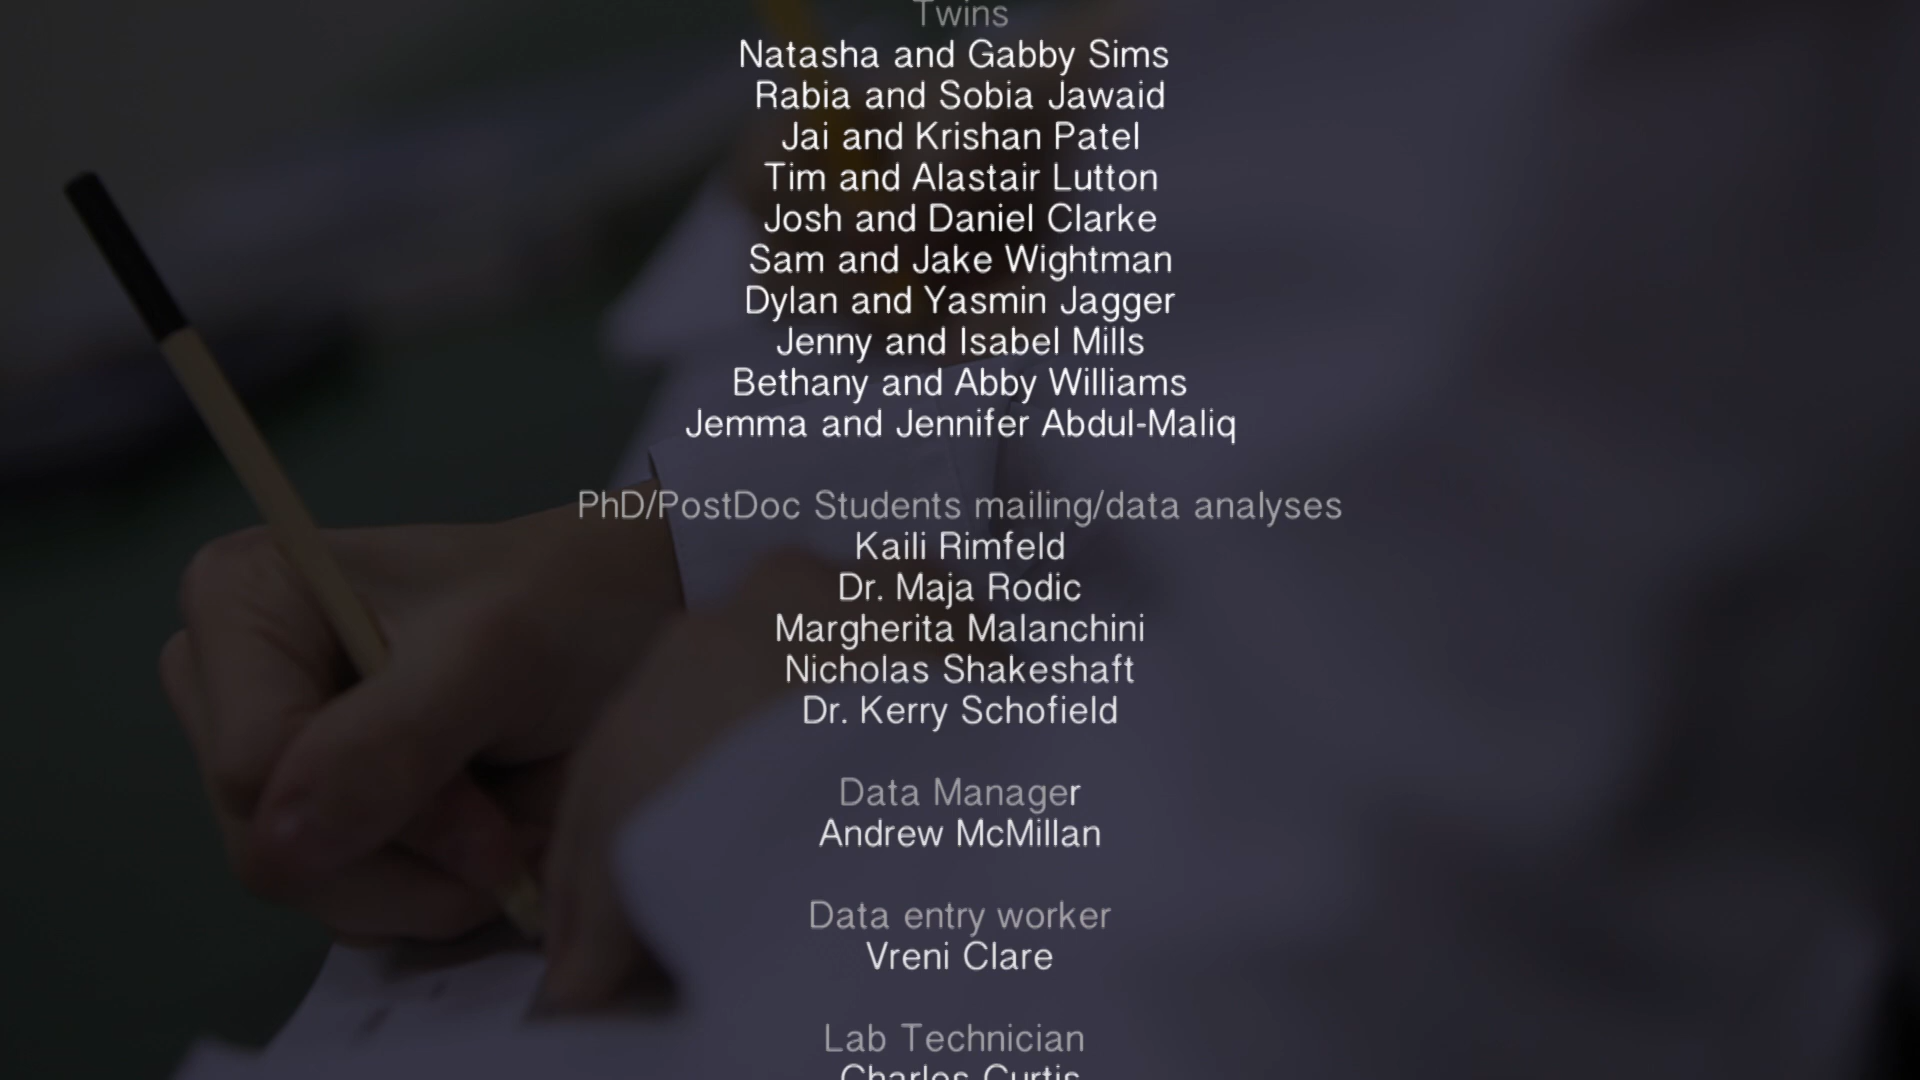 Twins
Natasha and Gabby Sims
Rabia and Sobia Jawaid
Jai and Krishan Patel
Tim and Alastair Lutton
Josh and Daniel Clarke
Sam and Jake Wightman
Dylan and Yasmin Jagger
Jenny and Isabel Mills
Bethany and Abby Williams
Jemma and Jennifer Abdul-Maliq
PhD/PostDoc Students mailing/data analyses
Kaili Rimfeld
Dr. Maja Rodic
Margherita Malanchini
Nicholas Shakeshaft
Dr. Kerry Schofield
Data Manager
Andrew McMillan
Data entry worker
Vreni Clare
Lab Technician
Charles Curtis